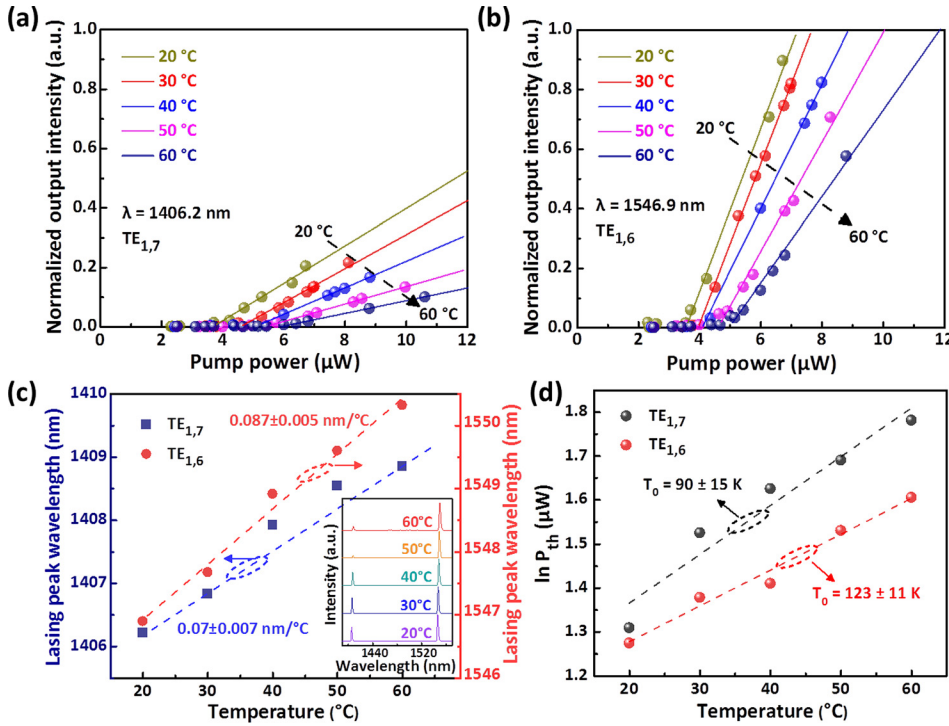 (a)
Normalized output intensity (a.u.)
1.0
0.8
0.6
0.4
0.2
0.0
20 °C
30 °C
40 °C
50 °C
60 °C
λ = 1406.2 nm
TE1,7
20 °C
60 °C
2 4 6 8 10 12
Pump power (μW)
(b)
Normalized output intensity (a.u.)
1.0
0.8
0.6
0.4
0.2
0.0
20 °C
30 °C
40 °C
50 °C
60 °C
20 °C
λ = 1546.9 nm
TE1,6
60 °C
2 4 6 8 10 12
Pump power (μW)
(c)
Lasing peak wavelength (nm)
1410
1409
1408
1407
1406
TE1,7
TE1,6
0.087±0.005 nm/°C
0.07±0.007 nm/°C
Intensity (a.u.)
60°C
50°C
40°C
30°C
20°C
1440 1520
Wavelength (nm)
1550
1549
1548
1547
1546
Lasing peak wavelength (nm)
20 30 40 50 60
Temperature (°C)
(d)
ln Pth (μW)
1.8
1.7
1.6
1.5
1.4
1.3
1.2
TE1,7
TE1,6
T0 = 90 ± 15 K
T0 = 123 ± 11 K
20 30 40 50 60
Temperature (°C)